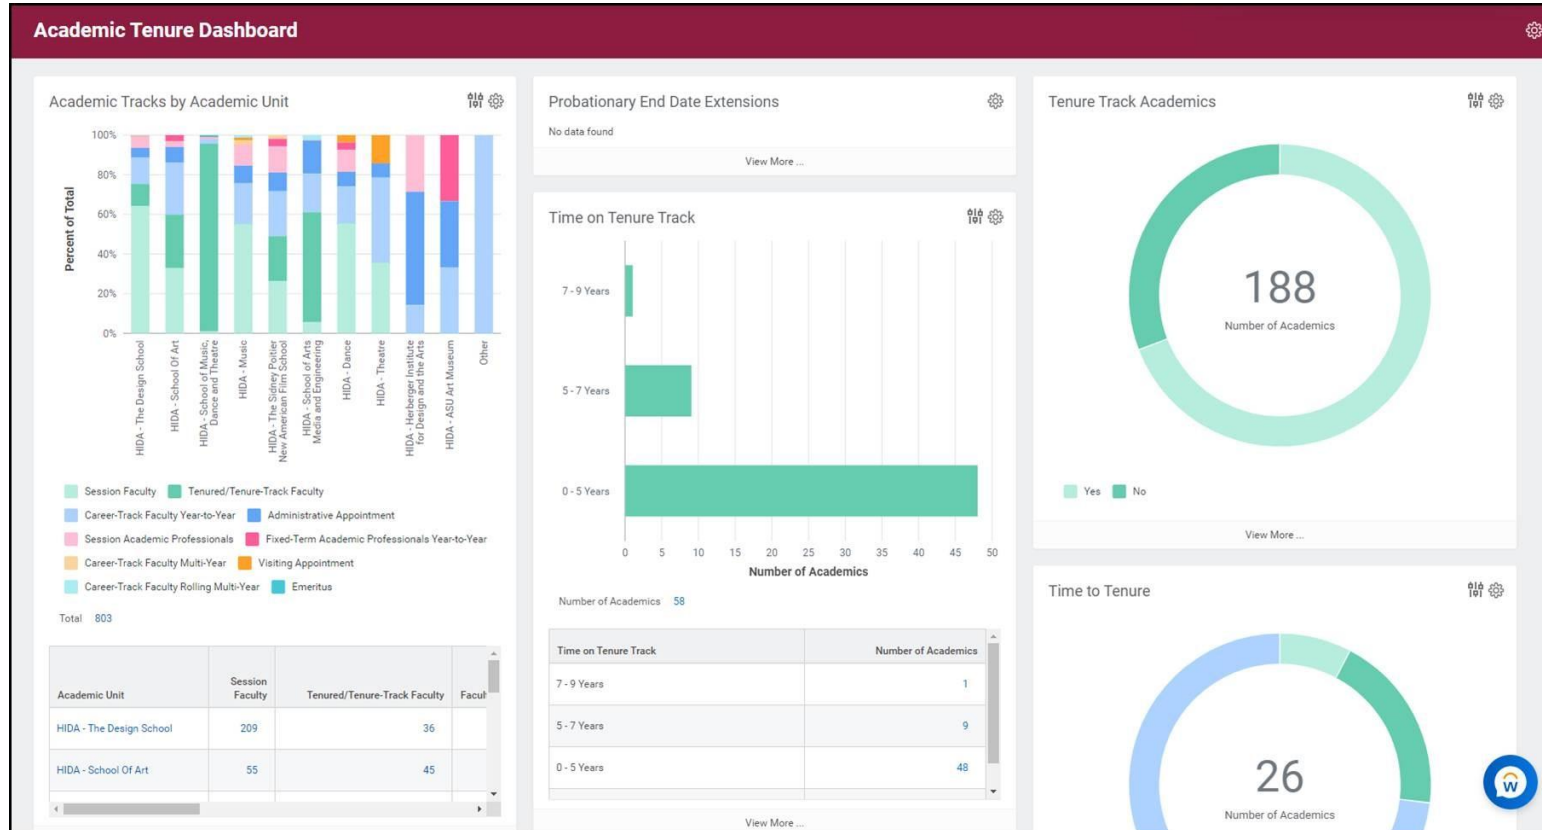 Academic Tenure Dashboard
Academic Tracks by Academic Unit
100%
80%
60%
40%
20%
0%
Percent of Total
HIDA - The Design School
HIDA - School Of Art
HIDA - School of Music,
Dance and Theatre
HIDA - Music
HIDA - The Sidney Poitier
New American Film School
HIDA - School of Arts
Media and Engineering
HIDA - Dance
HIDA - Theatre
HIDA - Herberger Institute
for Design and the Arts
HIDA - ASU Art Museum
Other
Session Faculty Tenured/Tenure-Track Faculty
Career-Track Faculty Year-to-Year Administrative Appointment
Session Academic Professionals Fixed-Term Academic Professionals Year-to-Year
Career-Track Faculty Multi-Year Visiting Appointment
Career-Track Faculty Rolling Multi-Year Emeritus
Total 803
Academic Unit Session Faculty Tenured/Tenure-Track Faculty Facult
HIDA - The Design School 209 36
HIDA - School Of Art 55 45
Probationary End Date Extensions
No data found
View More ...
Time on Tenure Track
7 - 9 Years
5 - 7 Years
0 - 5 Years
0 5 10 15 20 25 30 35 40 45 50
Number of Academics
Number of Academics 58
Time on Tenure Track Number of Academics
7 - 9 Years 1
5 - 7 Years 9
0 - 5 Years 48
View More ...
Tenure Track Academics
188
Number of Academics
Yes No
View More ...
Time to Tenure
26
Number of Academics
w